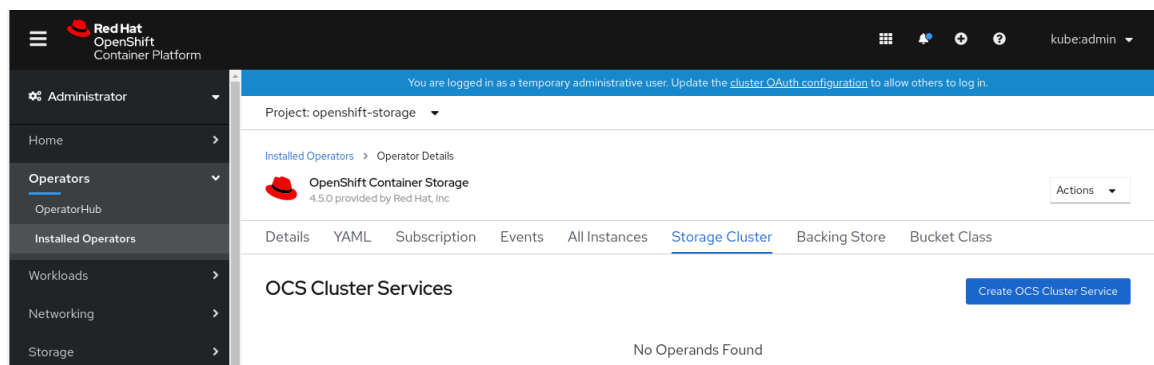 Red Hat
OpenShift
Container Platform
kube:admin
Administrator
Home
Operators
OperatorHub
Installed Operators
Workloads
Networking
Storage
You are logged in as a temporary administrative user. Update the cluster OAuth configuration to allow others to log in.
Project: openshift-storage
Installed Operators > Operator Details
OpenShift Container Storage
4.5.0 provided by Red Hat, Inc
Actions
Details YAML Subscription Events All Instances Storage Cluster Backing Store Bucket Class
OCS Cluster Services
Create OCS Cluster Service
No Operands Found